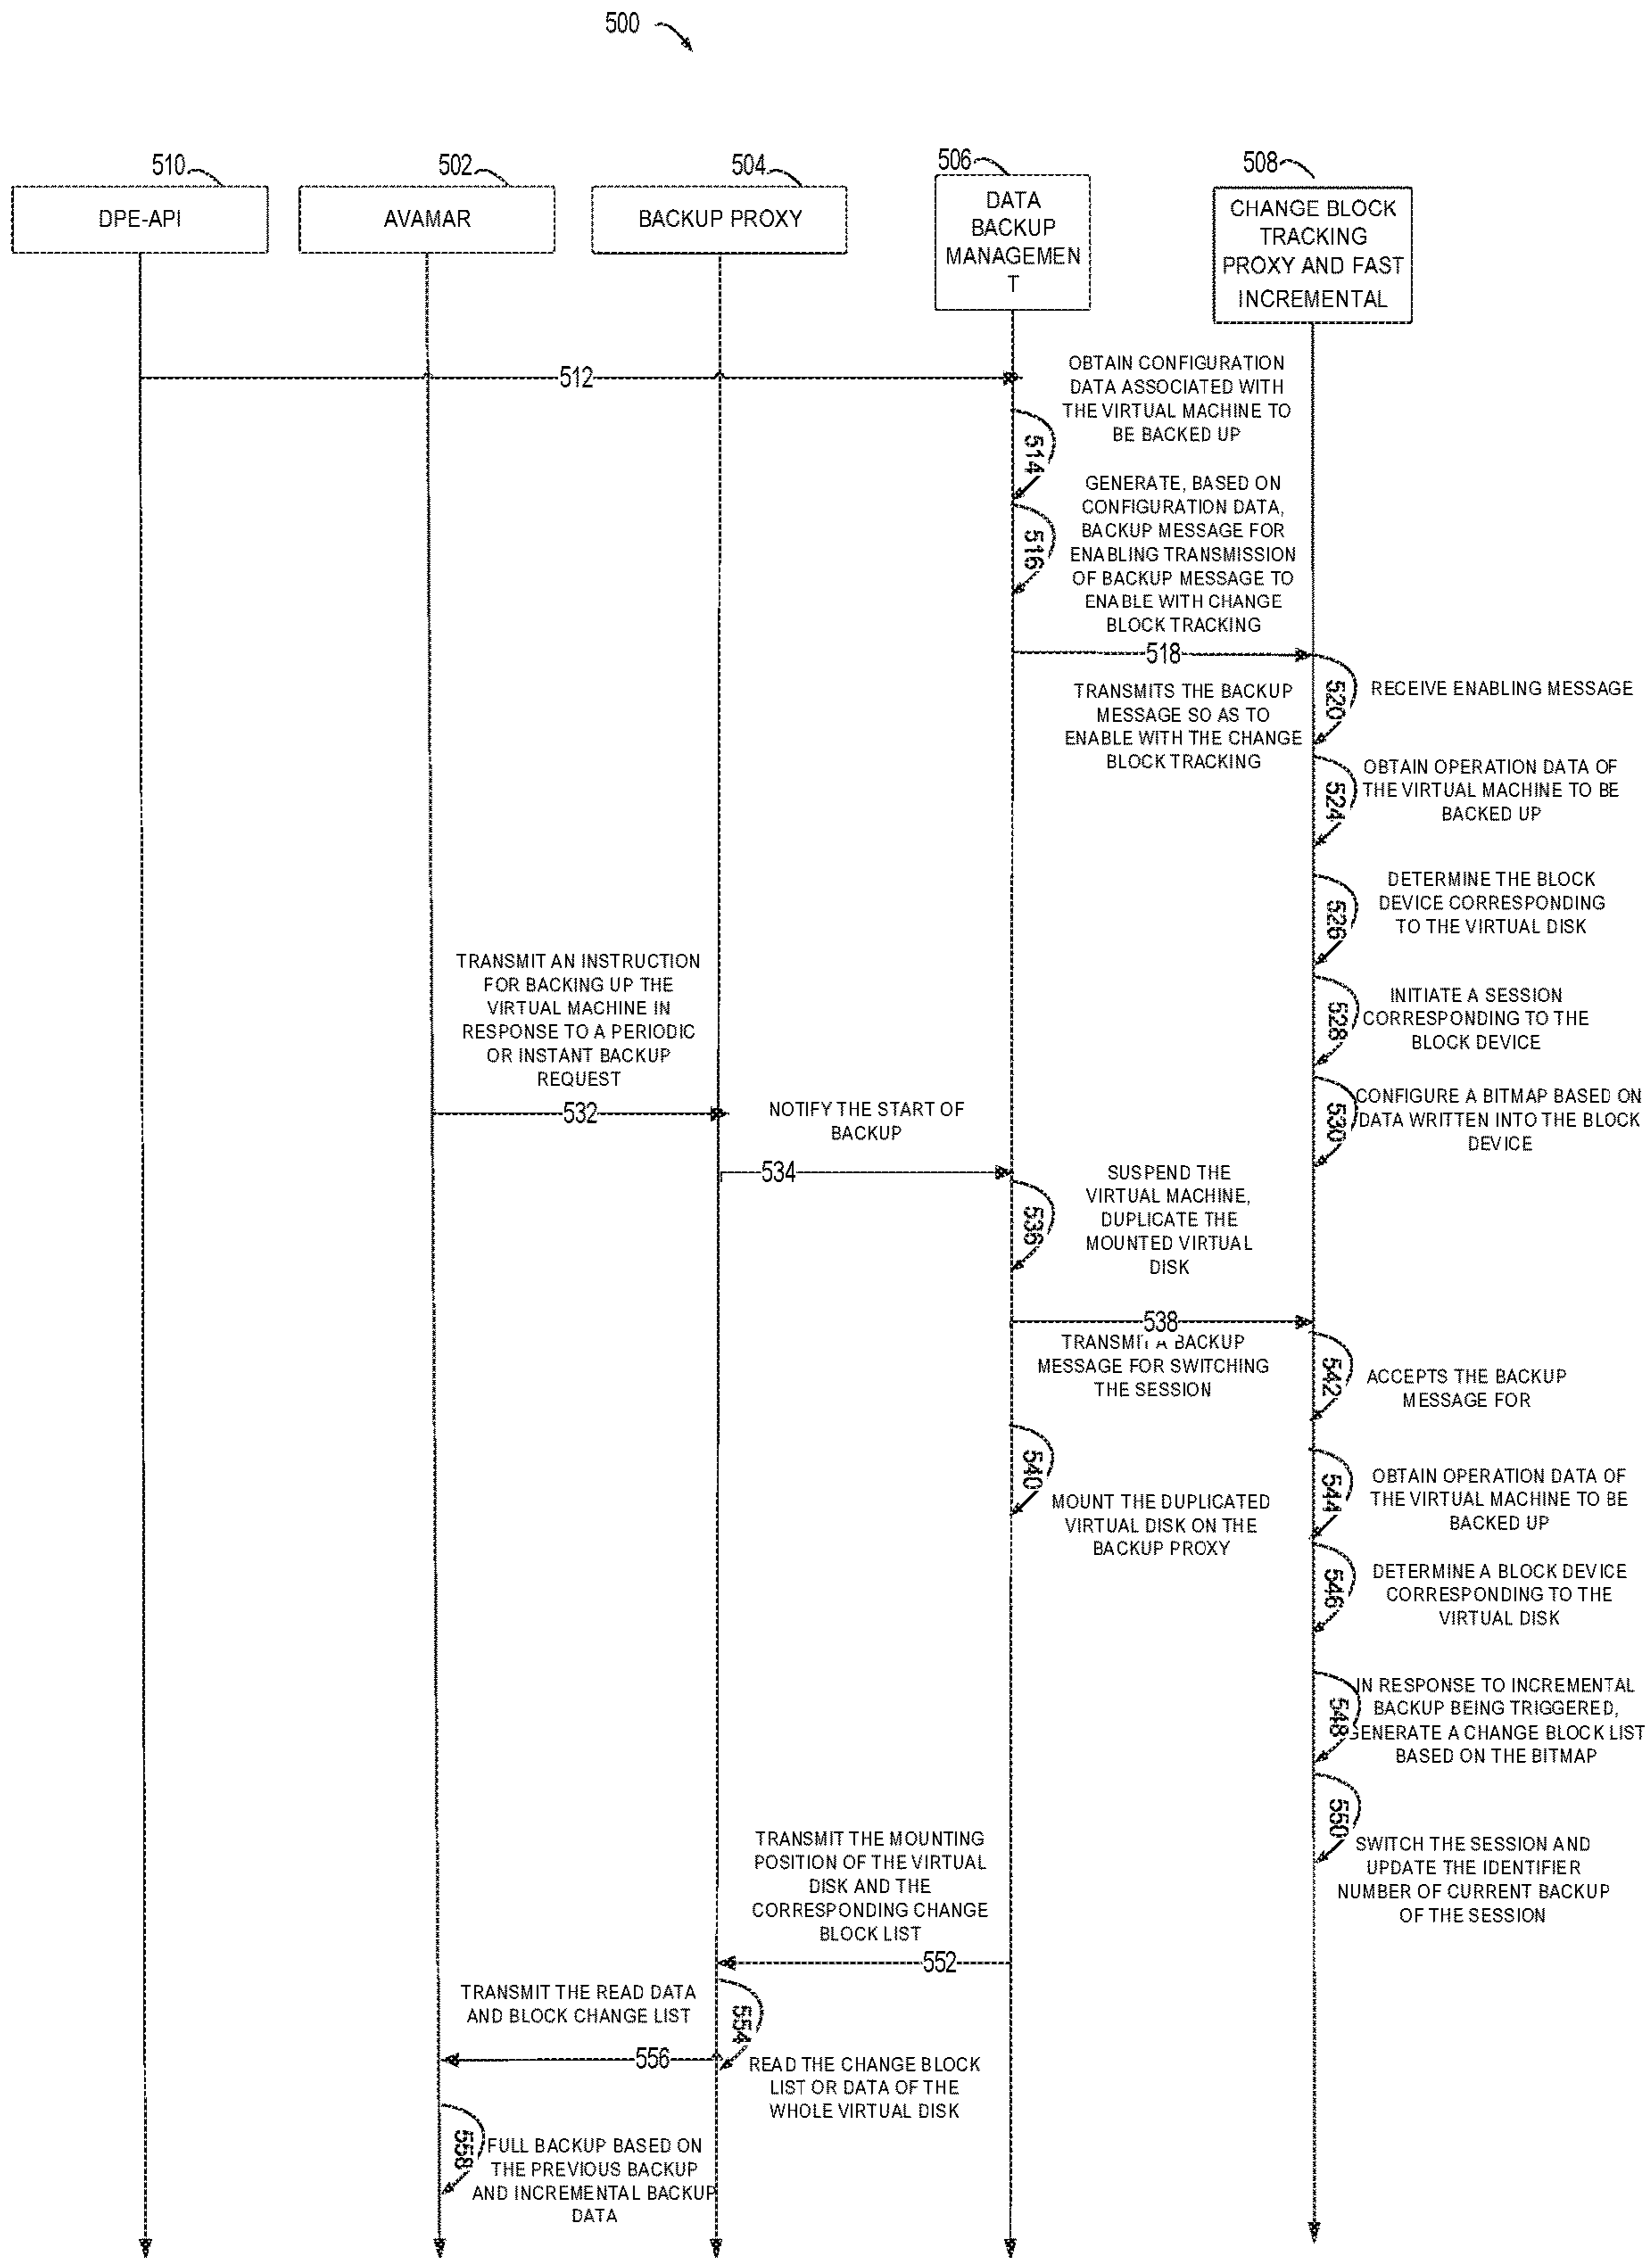 500
510
DPE-API
502
AVAMAR
504
BACKUP PROXY
506
DATA
BACKUP
MANAGEMEN
T
508
CHANGE BLOCK
TRACKING
PROXY AND FAST
INCREMENTAL
512
OBTAIN CONFIGURATION
DATA ASSOCIATED WITH
THE VIRTUAL MACHINE TO
BE BACKED UP
514
GENERATE, BASED ON
CONFIGURATION DATA,
BACKUP MESSAGE FOR
ENABLING TRANSMISSION
OF BACKUP MESSAGE TO
ENABLE WITH CHANGE
BLOCK TRACKING
516
518
TRANSMITS THE BACKUP
MESSAGE SO AS TO
ENABLE WITH THE CHANGE
BLOCK TRACKING
520
RECEIVE ENABLING MESSAGE
524
OBTAIN OPERATION DATA OF
THE VIRTUAL MACHINE TO BE
BACKED UP
526
DETERMINE THE BLOCK
DEVICE CORRESPONDING
TO THE VIRTUAL DISK
528
INITIATE A SESSION
CORRESPONDING TO THE
BLOCK DEVICE
530
CONFIGURE A BITMAP BASED ON
DATA WRITTEN INTO THE BLOCK
DEVICE
TRANSMIT AN INSTRUCTION
FOR BACKING UP THE
VIRTUAL MACHINE IN
RESPONSE TO A PERIODIC
OR INSTANT BACKUP
REQUEST
532
NOTIFY THE START OF
BACKUP
534
536
SUSPEND THE
VIRTUAL MACHINE,
DUPLICATE THE
MOUNTED VIRTUAL
DISK
538
TRANSMIT A BACKUP
MESSAGE FOR SWITCHING
THE SESSION
542
ACCEPTS THE BACKUP
MESSAGE FOR
540
MOUNT THE DUPLICATED
VIRTUAL DISK ON THE
BACKUP PROXY
544
OBTAIN OPERATION DATA OF
THE VIRTUAL MACHINE TO BE
BACKED UP
546
DETERMINE A BLOCK DEVICE
CORRESPONDING TO THE
VIRTUAL DISK
548
IN RESPONSE TO INCREMENTAL
BACKUP BEING TRIGGERED,
GENERATE A CHANGE BLOCK LIST
BASED ON THE BITMAP
550
SWITCH THE SESSION AND
UPDATE THE IDENTIFIER
NUMBER OF CURRENT BACKUP
OF THE SESSION
TRANSMIT THE MOUNTING
POSITION OF THE VIRTUAL
DISK AND THE
CORRESPONDING CHANGE
BLOCK LIST
552
TRANSMIT THE READ DATA
AND BLOCK CHANGE LIST
554
556
READ THE CHANGE BLOCK
LIST OR DATA OF THE
WHOLE VIRTUAL DISK
558
FULL BACKUP BASED ON
THE PREVIOUS BACKUP
AND INCREMENTAL BACKUP
DATA